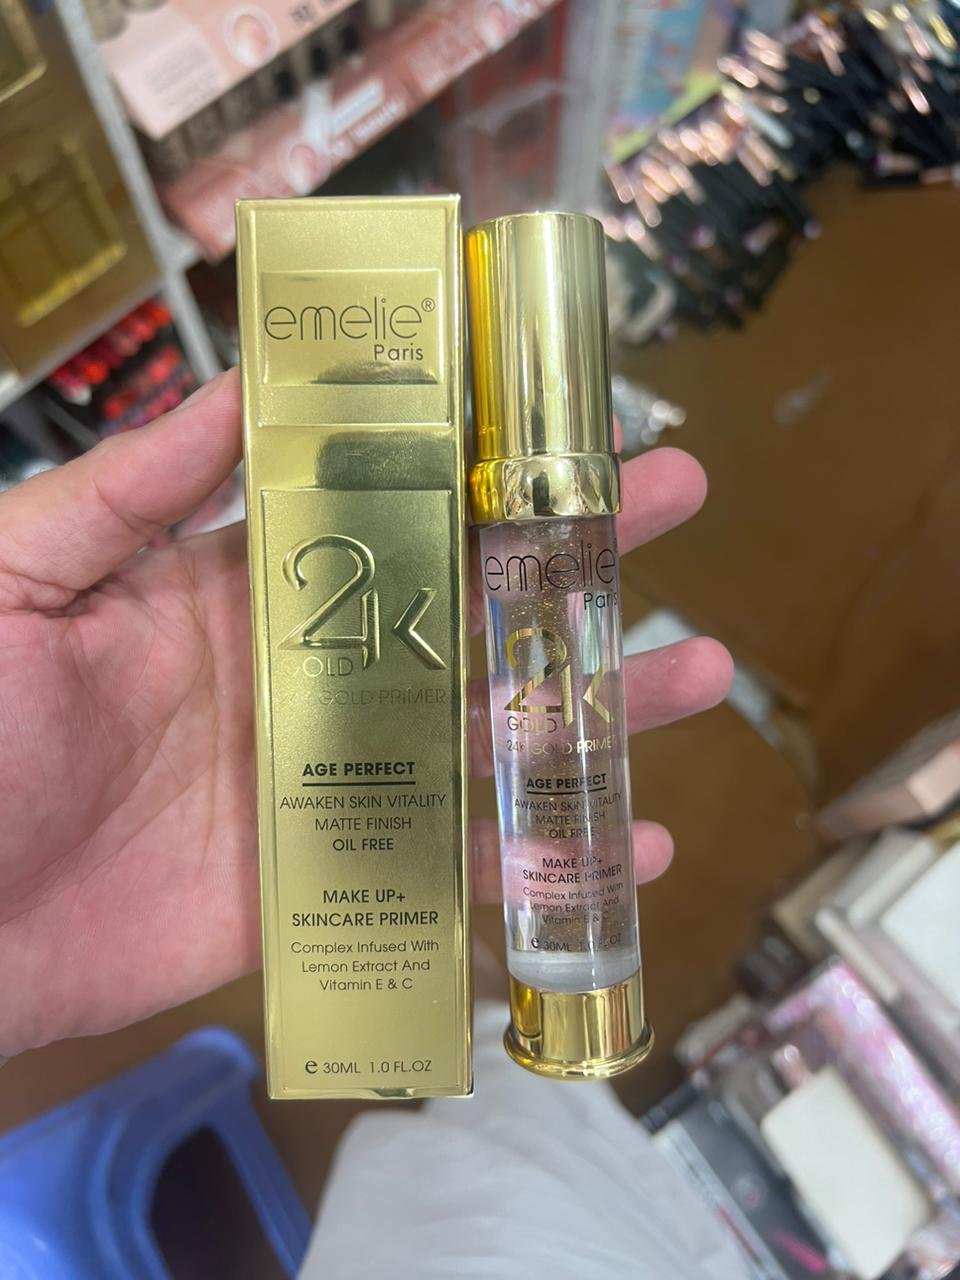 emelie®
Paris
24K
GOLD
24K GOLD PRIMER
AGE PERFECT
AWAKEN SKIN VITALITY
MATTE FINISH
OIL FREE
MAKE UP+
SKINCARE PRIMER
Complex Infused With
Lemon Extract And
Vitamin E & C
e 30ML 1.0 FL.OZ
emelie®
Paris
24K
GOLD
24K GOLD PRIMER
AGE PERFECT
AWAKEN SKIN VITALITY
MATTE FINISH
OIL FREE
MAKE UP+
SKINCARE PRIMER
Complex Infused With
Lemon Extract And
Vitamin E & C
e 30ML 1.0 FL.OZ